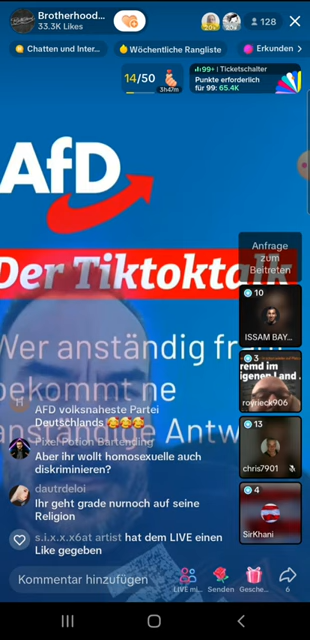 Brotherhood...
33.3K Likes
128
Chatten und Inter...
Wöchentliche Rangliste
Erkunden
14/50
3h47m
99+ | Ticketschalter
Punkte erforderlich
für 99: 65.4K
AfD
Der Tiktoktalk
Anfrage
zum
Beitreten
Wer anständig fr
bekommt ne
anständige Antw
10
ISSAM BAY...
3
remd im
igenen Land .
royrieck906
13
chris7901
4
SirKhani
AFD volksnaheste Partei
Deutschlands 🥰🥰🥰
Pixel Potion Bartending
Aber ihr wollt homosexuelle auch
diskriminieren?
dautrdeloi
Ihr geht grade nurnoch auf seine
Religion
s.i.x.x.x6at artist hat dem LIVE einen
Like gegeben
Kommentar hinzufügen
LIVE mi...
Senden
Gesche...
6